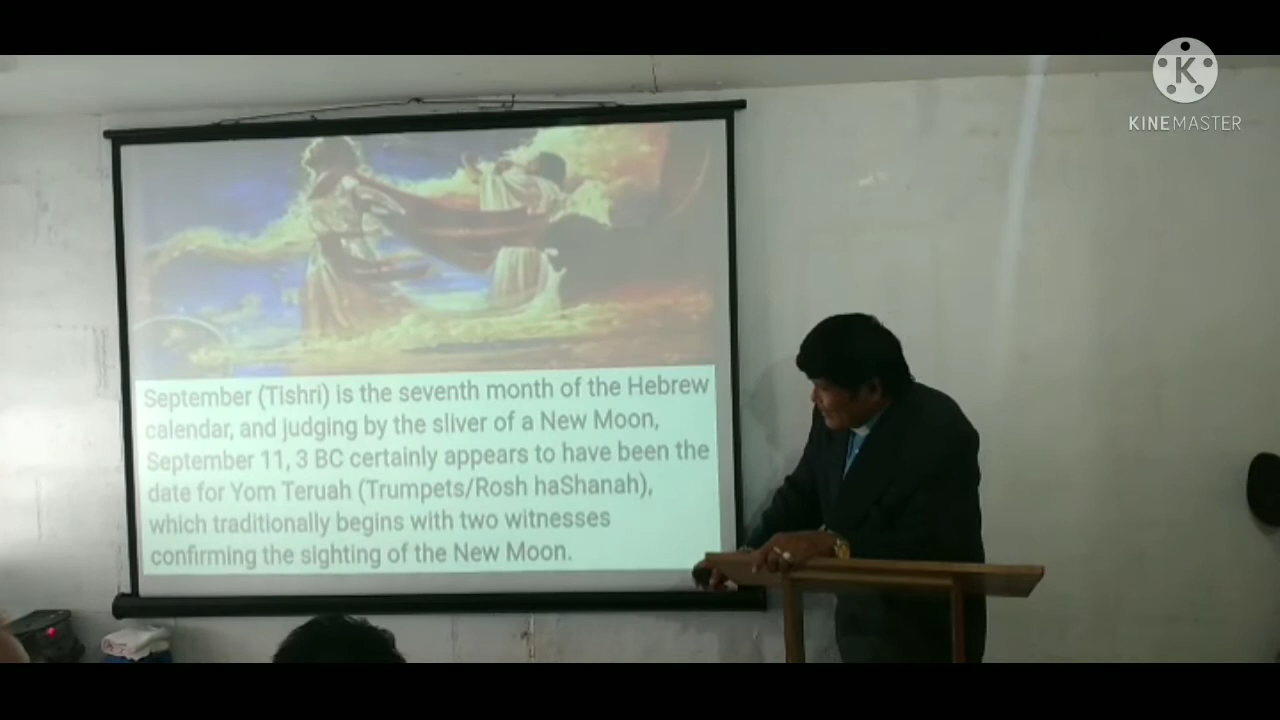 K
KINEMASTER
September (Tishri) is the seventh month of the Hebrew
calendar, and judging by the sliver of a New Moon,
September 11, 3 BC certainly appears to have been the
date for Yom Teruah (Trumpets/Rosh haShanah),
which traditionally begins with two witnesses
confirming the sighting of the New Moon.